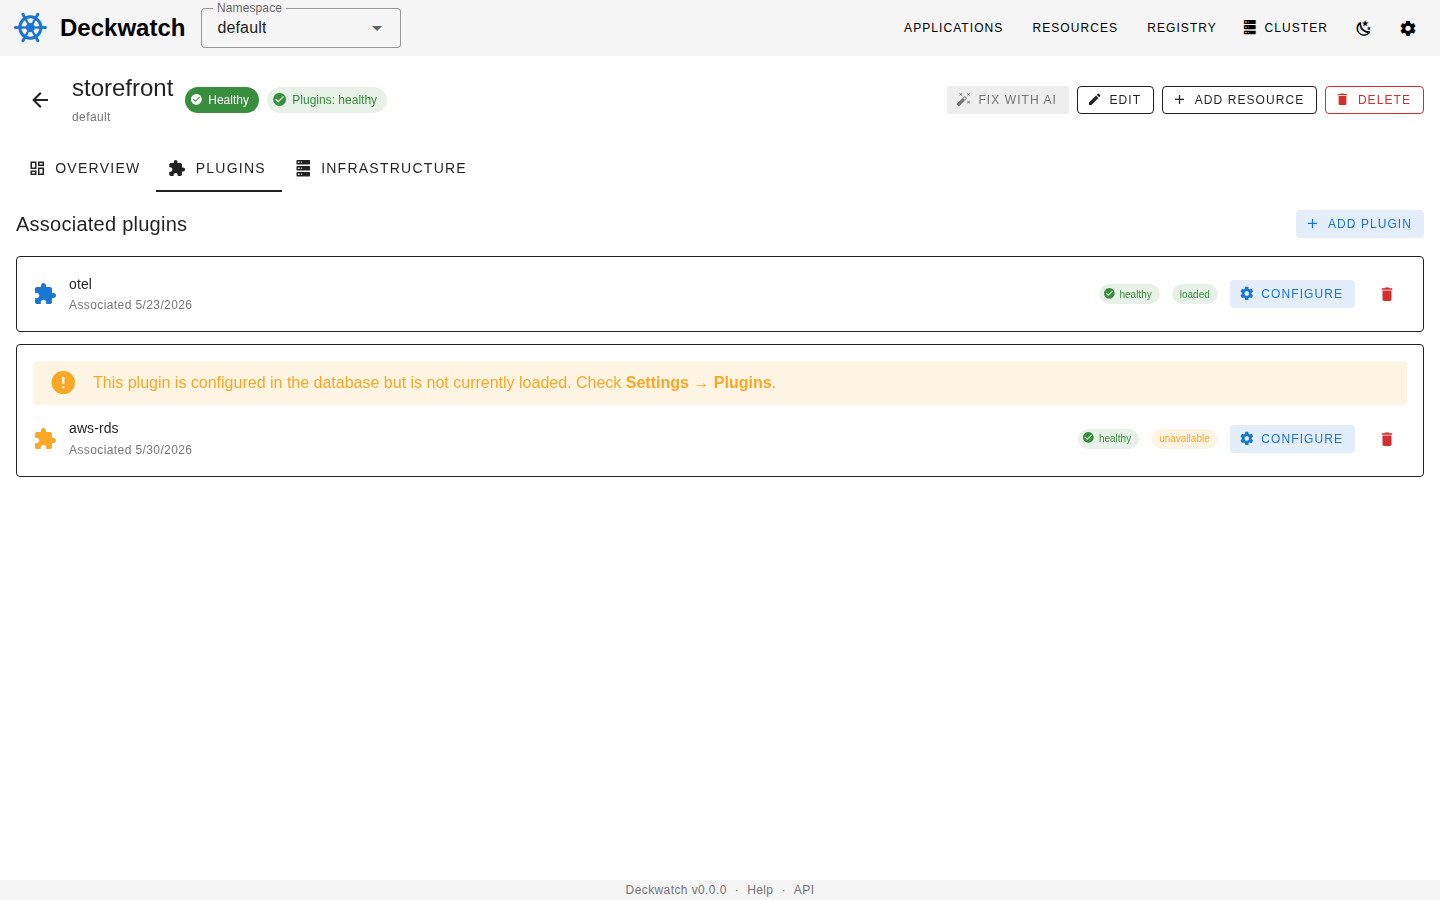 Deckwatch
Namespace
default
APPLICATIONS RESOURCES REGISTRY CLUSTER
storefront
default
Healthy
Plugins: healthy
FIX WITH AI EDIT ADD RESOURCE DELETE
OVERVIEW PLUGINS INFRASTRUCTURE
Associated plugins
ADD PLUGIN
otel
Associated 5/23/2026
healthy loaded CONFIGURE
This plugin is configured in the database but is not currently loaded. Check Settings → Plugins.
aws-rds
Associated 5/30/2026
healthy unavailable CONFIGURE
Deckwatch v0.0.0 · Help · API